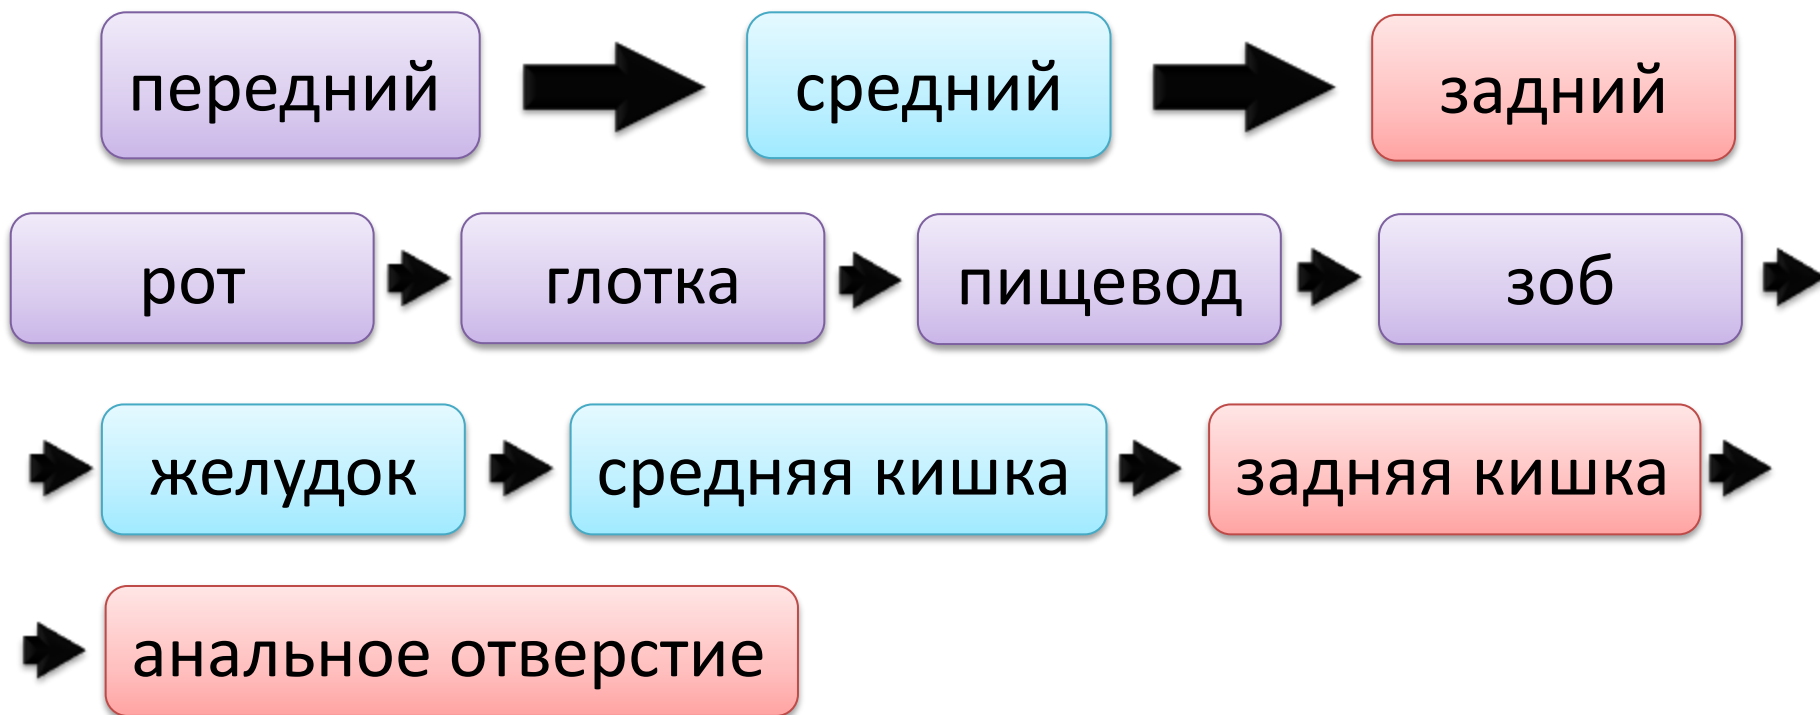 передний средний задний
рот глотка пищевод зоб
желудок средняя кишка задняя кишка
анальное отверстие